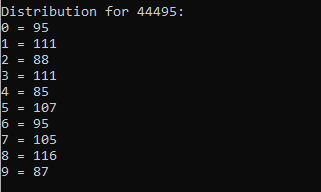 Distribution for 44495:
0 = 95
1 = 111
2 = 88
3 = 111
4 = 85
5 = 107
6 = 95
7 = 105
8 = 116
9 = 87